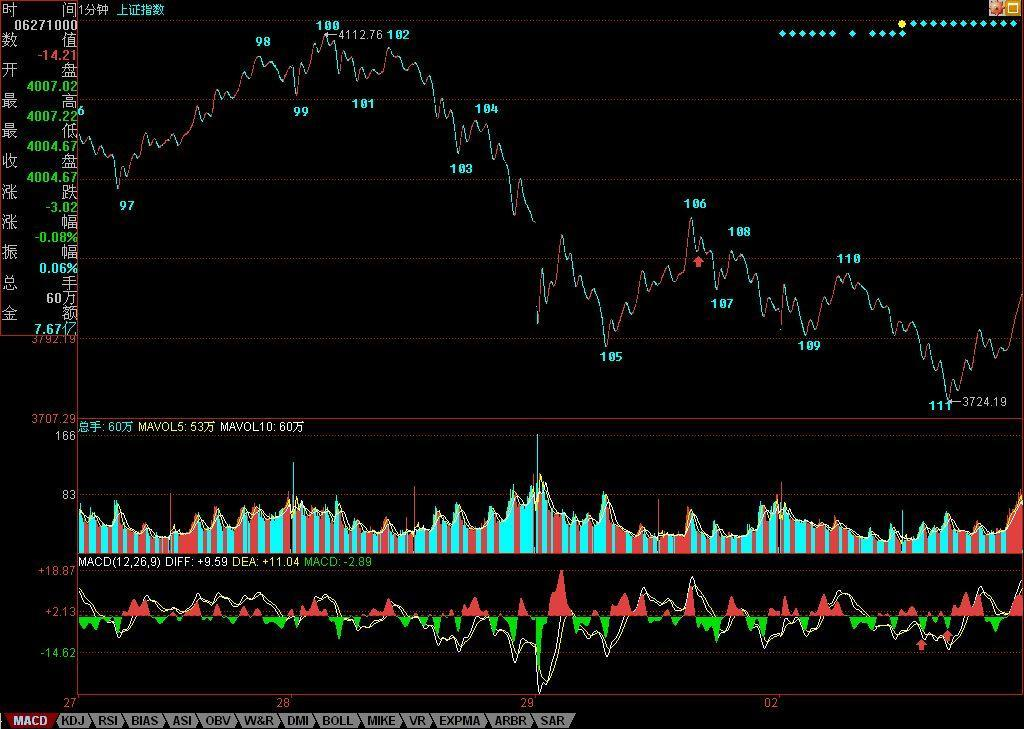 时 间
06271000
数 值
-14.21
开 盘
4007.02
最 高
4007.22
最 低
4004.67
收 盘
4004.67
涨 跌
-3.02
涨 幅
-0.08%
振 幅
0.06%
总 手
60万
金 额
7.67亿
1分钟 上证指数
6
97
98
99
100
4112.76
101
102
103
104
105
106
107
108
109
110
111
3724.19
3792.19
3707.29
总手: 60万 MAVOL5: 53万 MAVOL10: 60万
166
83
MACD(12,26,9) DIFF: +9.59 DEA: +11.04 MACD: -2.89
+18.87
+2.13
-14.62
27 28 29 02
MACD KDJ RSI BIAS ASI OBV W&R DMI BOLL MIKE VR EXPMA ARBR SAR